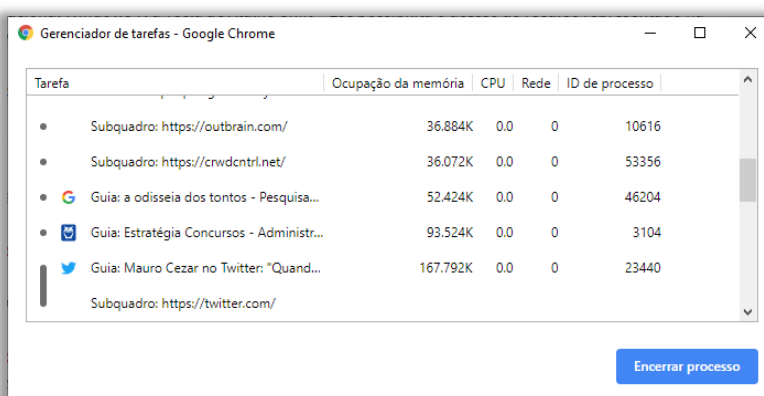 Gerenciador de tarefas - Google Chrome
Tarefa Ocupação da memória CPU Rede ID de processo
Subquadro: https://outbrain.com/ 36.884K 0.0 0 10616
Subquadro: https://crwdcntrl.net/ 36.072K 0.0 0 53356
Guia: a odisseia dos tontos - Pesquisa... 52.424K 0.0 0 46204
Guia: Estratégia Concursos - Administr... 93.524K 0.0 0 3104
Guia: Mauro Cezar no Twitter: "Quand... 167.792K 0.0 0 23440
Subquadro: https://twitter.com/
Encerrar processo